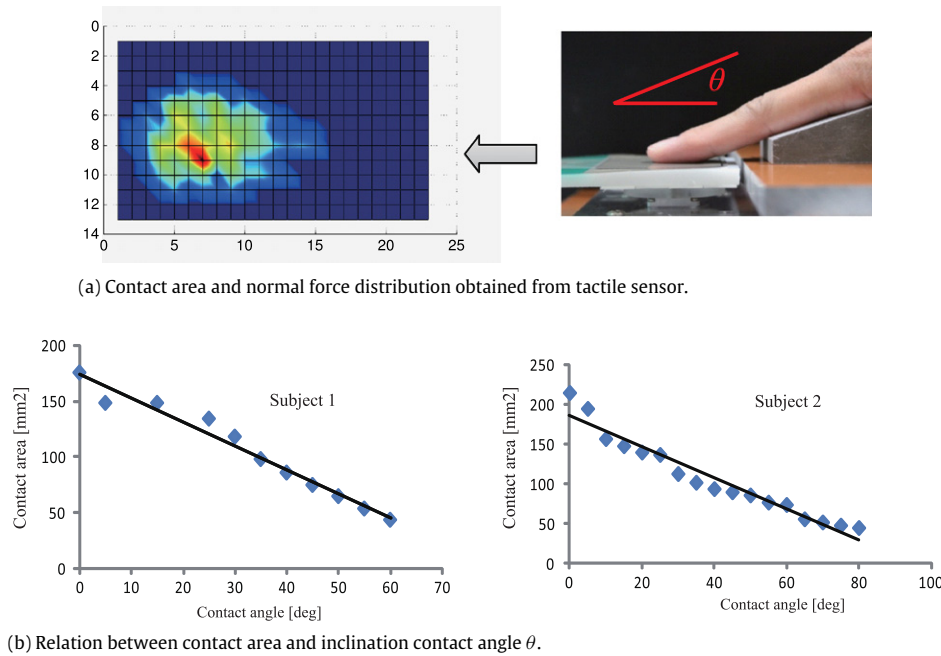 0
2
4
6
8
10
12
14
0 5 10 15 20 25
θ
(a) Contact area and normal force distribution obtained from tactile sensor.
200
150
100
50
0
Contact area [mm2]
Subject 1
0 10 20 30 40 50 60 70
Contact angle [deg]
250
200
150
100
50
0
Contact area [mm2]
Subject 2
0 20 40 60 80 100
Contact angle [deg]
(b) Relation between contact area and inclination contact angle θ.